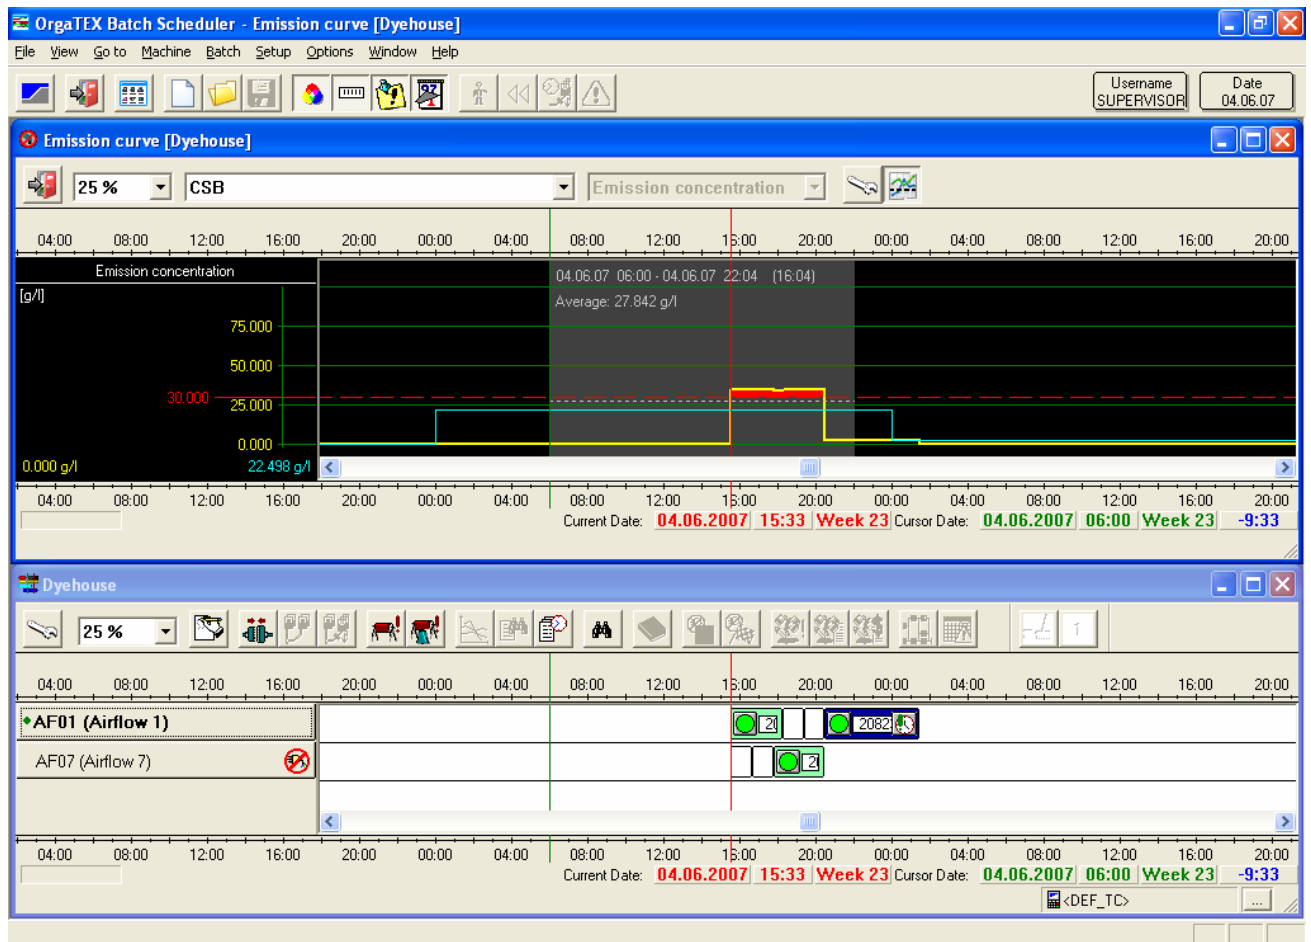 OrgaTEX Batch Scheduler - Emission curve [Dyehouse]
File View Go to Machine Batch Setup Options Window Help
Username SUPERVISOR Date 04.06.07
Emission curve [Dyehouse]
25 % CSB Emission concentration
04:00 08:00 12:00 16:00 20:00 00:00 04:00 08:00 12:00 16:00 20:00 00:00 04:00 08:00 12:00 16:00 20:00
Emission concentration
04.06.07 06:00 - 04.06.07 22:04 (16:04)
[g/l]
Average: 27.842 g/l
75.000
50.000
30.000
25.000
0.000
0.000 g/l 22.498 g/l
04:00 08:00 12:00 16:00 20:00 00:00 04:00 08:00 12:00 16:00 20:00 00:00 04:00 08:00 12:00 16:00 20:00
Current Date: 04.06.2007 15:33 Week 23 Cursor Date: 04.06.2007 06:00 Week 23 -9:33
Dyehouse
25 % 1
04:00 08:00 12:00 16:00 20:00 00:00 04:00 08:00 12:00 16:00 20:00 00:00 04:00 08:00 12:00 16:00 20:00
AF01 (Airflow 1) 2082
AF07 (Airflow 7)
04:00 08:00 12:00 16:00 20:00 00:00 04:00 08:00 12:00 16:00 20:00 00:00 04:00 08:00 12:00 16:00 20:00
Current Date: 04.06.2007 15:33 Week 23 Cursor Date: 04.06.2007 06:00 Week 23 -9:33
<DEF_TC> ...